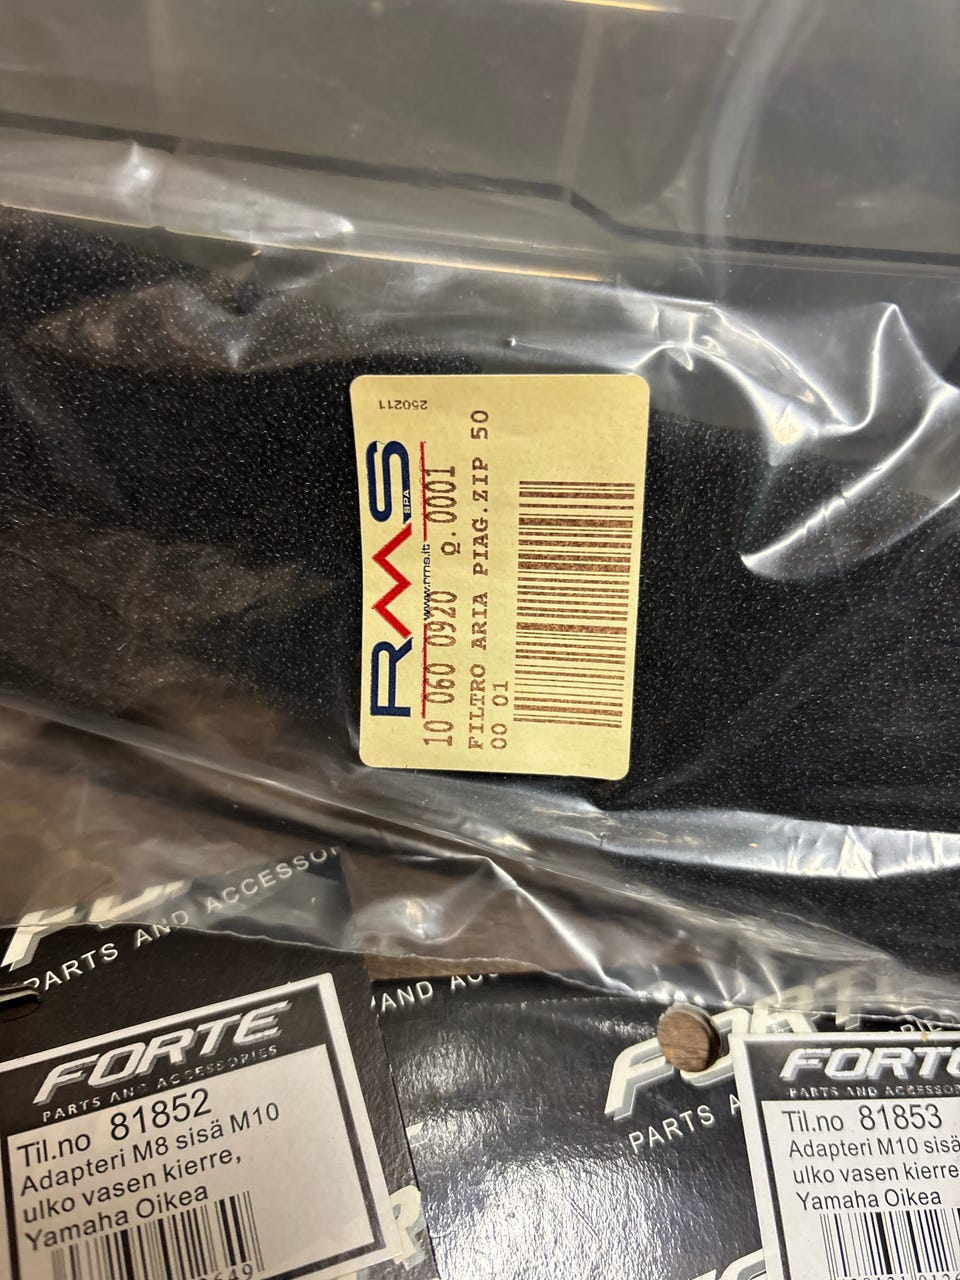 250211
RMS
SPA
www.rms.it
10 060 0920 Q.0001
FILTRO ARIA PIAG.ZIP 50
00 01
PARTS AND ACCESSOR
AND
FORTE
PARTS AND ACCESSORIES
Til.no 81852
Adapteri M8 sisä M10
ulko vasen kierre,
Yamaha Oikea
FORT
PARTS A
FORTE
PARTS AND ACCESSO
Til.no 81853
Adapteri M10 sisä
ulko vasen kierre
Yamaha Oikea